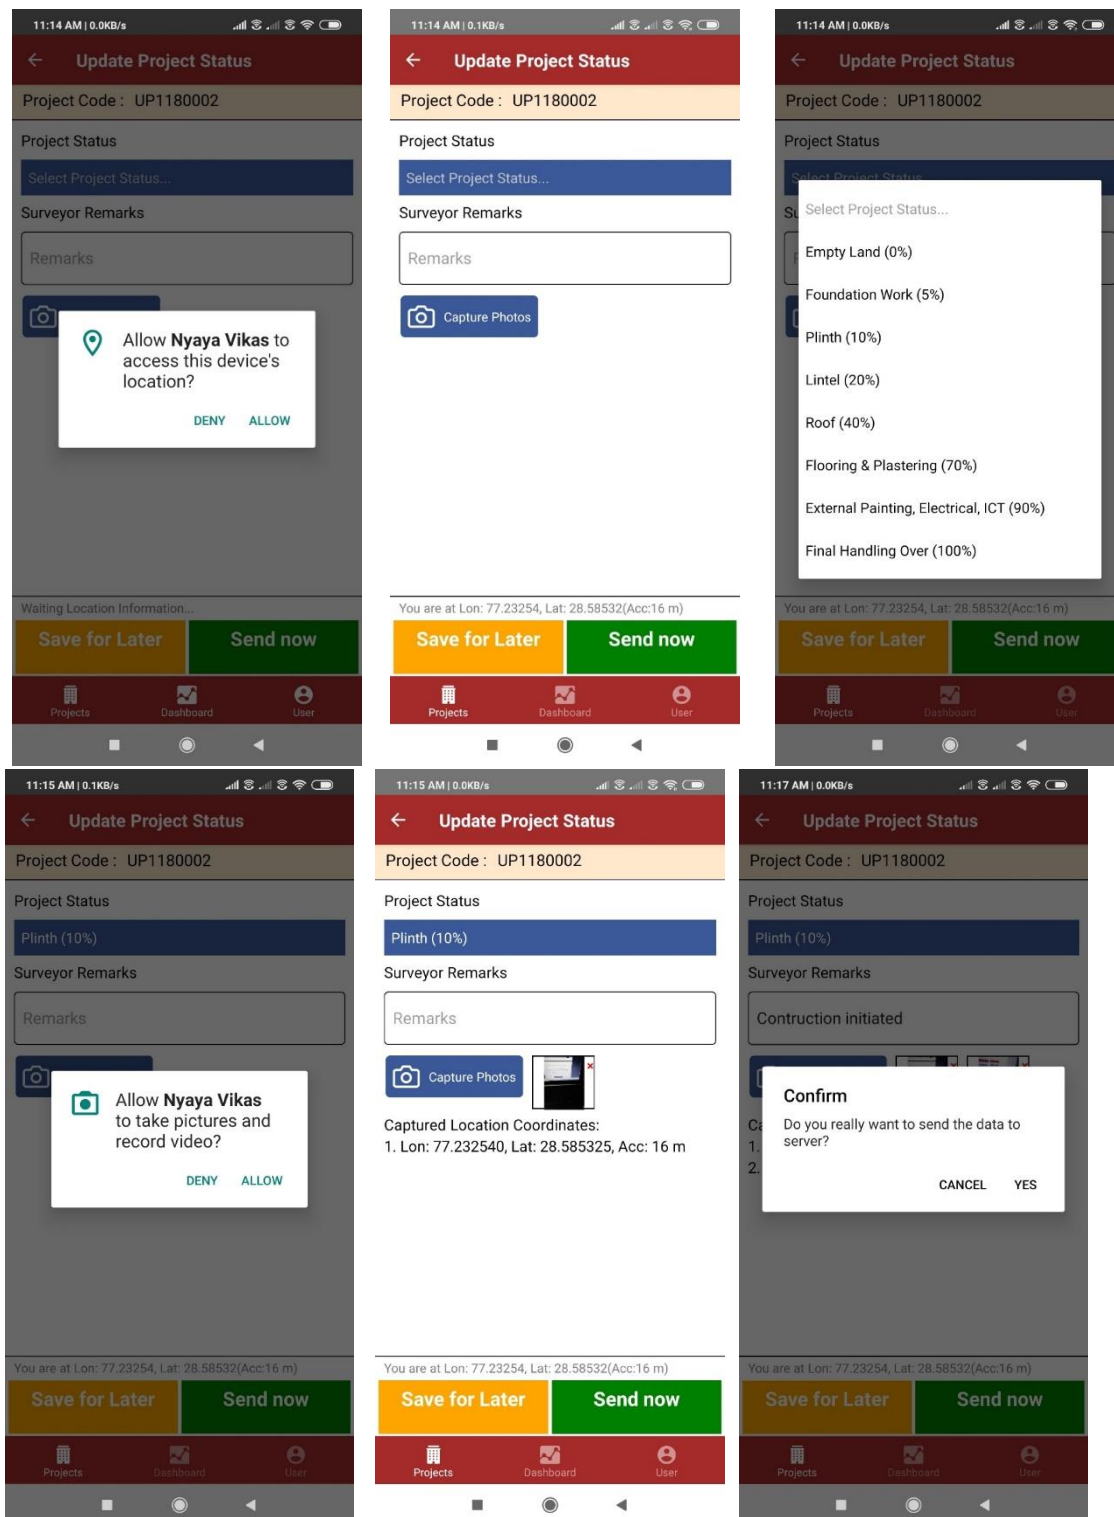 11:14 AM | 0.0KB/s
Update Project Status
Project Code : UP1180002
Project Status
Select Project Status...
Surveyor Remarks
Remarks
Allow Nyaya Vikas to
access this device's
location?
DENY ALLOW
Waiting Location Information...
Save for Later Send now
Projects Dashboard User
11:14 AM | 0.1KB/s
Update Project Status
Project Code : UP1180002
Project Status
Select Project Status...
Surveyor Remarks
Remarks
Capture Photos
You are at Lon: 77.23254, Lat: 28.58532(Acc:16 m)
Save for Later Send now
Projects Dashboard User
11:14 AM | 0.0KB/s
Update Project Status
Project Code : UP1180002
Project Status
Select Project Status
Su
Select Project Status...
Empty Land (0%)
Foundation Work (5%)
Plinth (10%)
Lintel (20%)
Roof (40%)
Flooring & Plastering (70%)
External Painting, Electrical, ICT (90%)
Final Handling Over (100%)
You are at Lon: 77.23254, Lat: 28.58532(Acc:16 m)
Save for Later Send now
Projects Dashboard User
11:15 AM | 0.1KB/s
Update Project Status
Project Code : UP1180002
Project Status
Plinth (10%)
Surveyor Remarks
Remarks
Allow Nyaya Vikas
to take pictures and
record video?
DENY ALLOW
You are at Lon: 77.23254, Lat: 28.58532(Acc:16 m)
Save for Later Send now
Projects Dashboard User
11:15 AM | 0.0KB/s
Update Project Status
Project Code : UP1180002
Project Status
Plinth (10%)
Surveyor Remarks
Remarks
Capture Photos
Captured Location Coordinates:
1. Lon: 77.232540, Lat: 28.585325, Acc: 16 m
You are at Lon: 77.23254, Lat: 28.58532(Acc:16 m)
Save for Later Send now
Projects Dashboard User
11:17 AM | 0.0KB/s
Update Project Status
Project Code : UP1180002
Project Status
Plinth (10%)
Surveyor Remarks
Contruction initiated
Ca
1.
2.
Confirm
Do you really want to send the data to
server?
CANCEL YES
You are at Lon: 77.23254, Lat: 28.58532(Acc:16 m)
Save for Later Send now
Projects Dashboard User